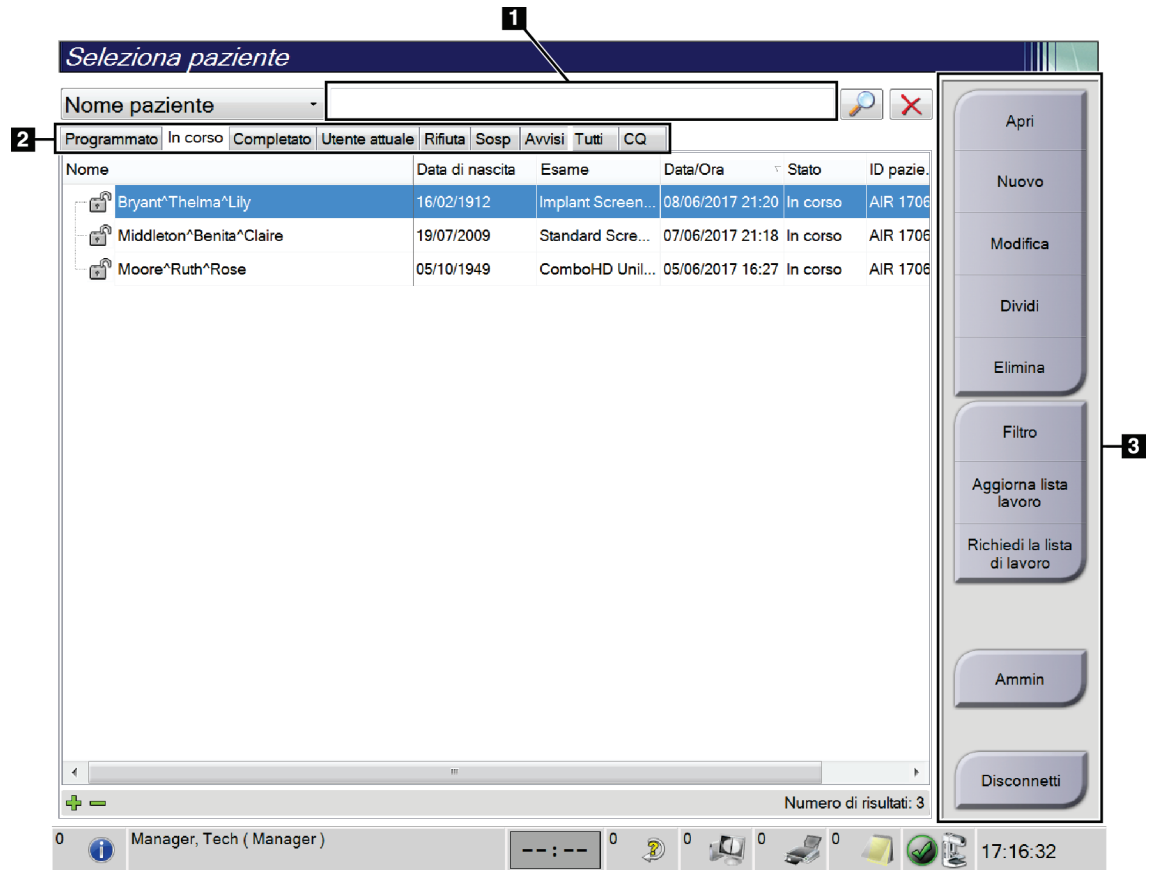 1
Seleziona paziente
Nome paziente
2
Programmato In corso Completato Utente attuale Rifiuta Sosp Avvisi Tutti CQ
Nome Data di nascita Esame Data/Ora Stato ID pazie.
Bryant^Thelma^Lily 16/02/1912 Implant Screen... 08/06/2017 21:20 In corso AIR 1706
Middleton^Benita^Claire 19/07/2009 Standard Scre... 07/06/2017 21:18 In corso AIR 1706
Moore^Ruth^Rose 05/10/1949 ComboHD Unil... 05/06/2017 16:27 In corso AIR 1706
Numero di risultati: 3
Apri
Nuovo
Modifica
Dividi
Elimina
Filtro
3
Aggiorna lista
lavoro
Richiedi la lista
di lavoro
Ammin
Disconnetti
0 Manager, Tech ( Manager ) --:-- 0 0 0 0 17:16:32